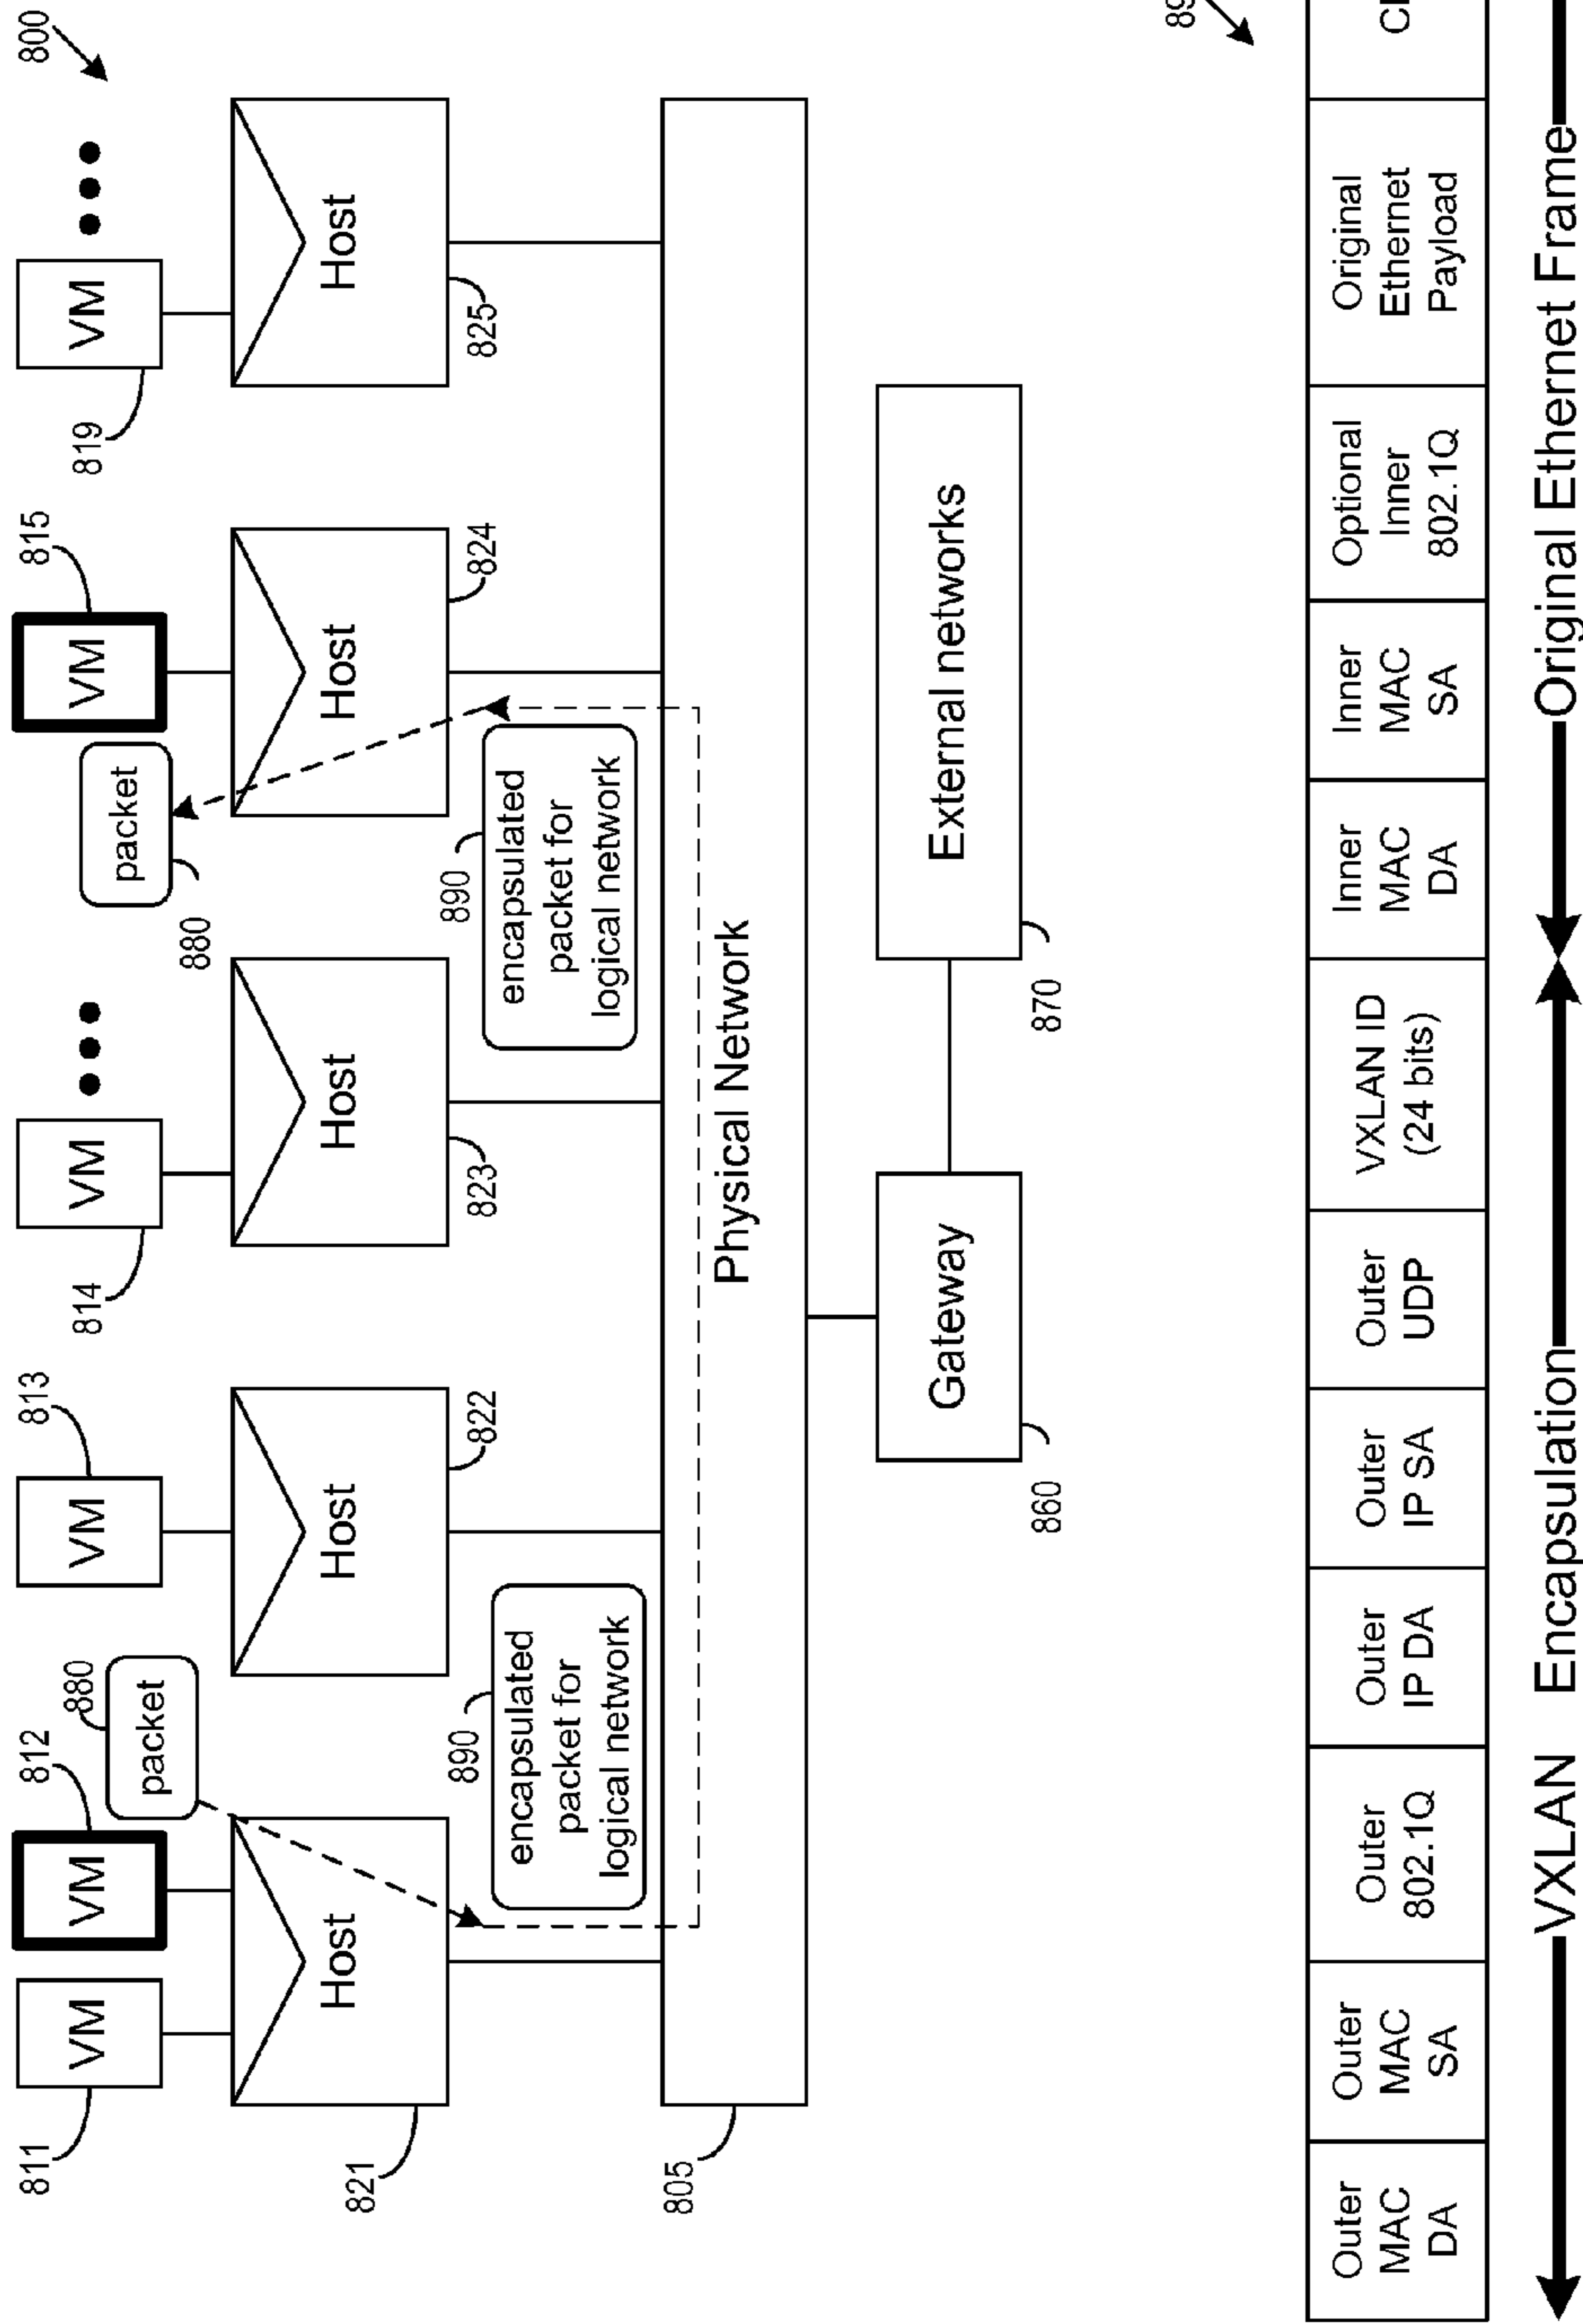 800
811
812
813
814
815
819
VM
VM
VM
VM
VM
VM
880
packet
packet
880
Host
Host
Host
Host
Host
821
822
823
824
825
890
encapsulated
packet for
logical network
890
encapsulated
packet for
logical network
805
Physical Network
Gateway
External networks
860
870
Outer
MAC
DA
Outer
MAC
SA
Outer
802.1Q
Outer
IP DA
Outer
IP SA
Outer
UDP
VXLAN ID
(24 bits)
Inner
MAC
DA
Inner
MAC
SA
Optional
Inner
802.1Q
Original
Ethernet
Payload
VXLAN Encapsulation
Original Ethernet Frame